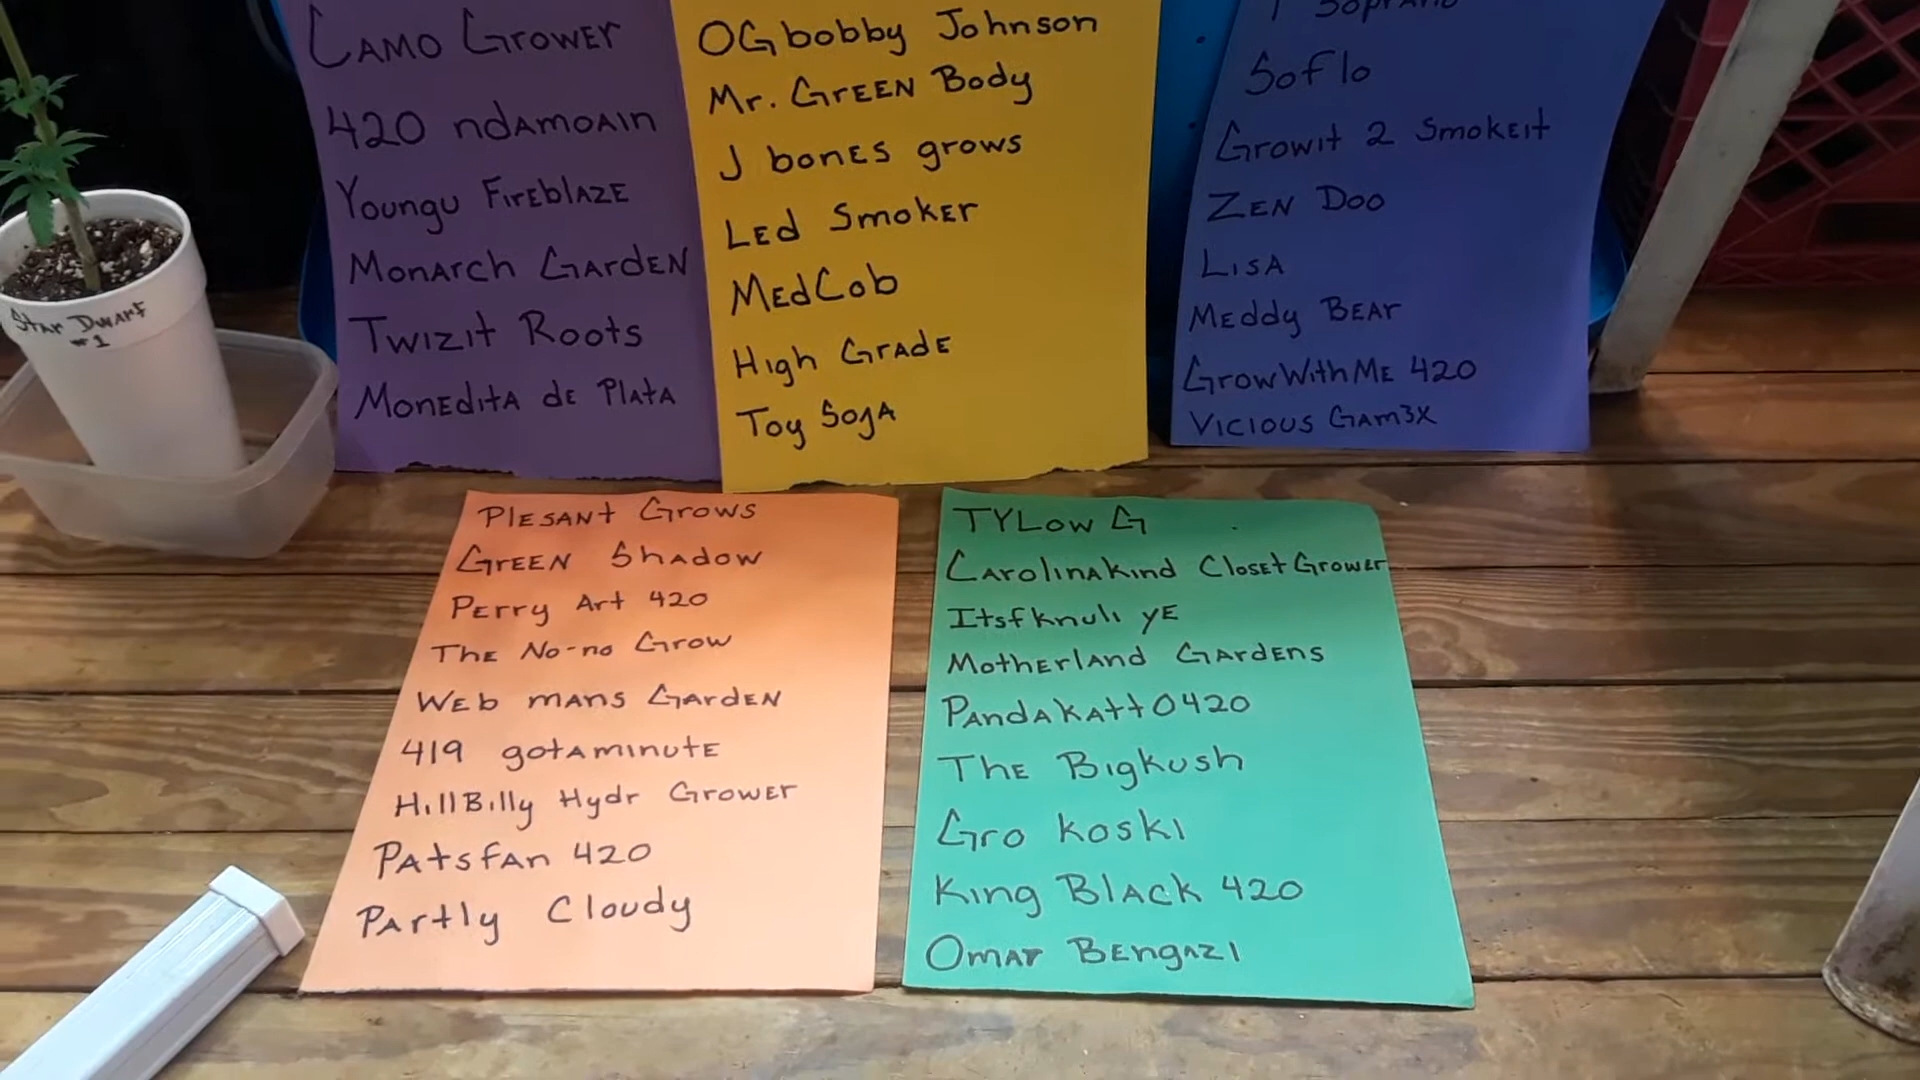 Camo Grower
420 ndamoain
Youngu Fireblaze
Monarch Garden
Twizit Roots
Monedita de Plata
OG bobby Johnson
Mr. Green Body
J bones grows
Led Smoker
MedCob
High Grade
Toy Soja
T Soprano
SoFlo
Growit 2 Smokeit
Zen Doo
Lisa
Meddy Bear
GrowWithMe 420
Vicious Gam3x
Star Dwarf
#1
Plesant Grows
Green Shadow
Perry Art 420
The No-no Grow
Web mans Garden
419 gotaminute
HillBilly Hydr Grower
Patsfan 420
Partly Cloudy
TYLow G
Carolinakind Closet Grower
Itsfknuli ye
Motherland Gardens
Pandakatt0420
The Bigkush
Gro Koski
King Black 420
Omar Bengazi